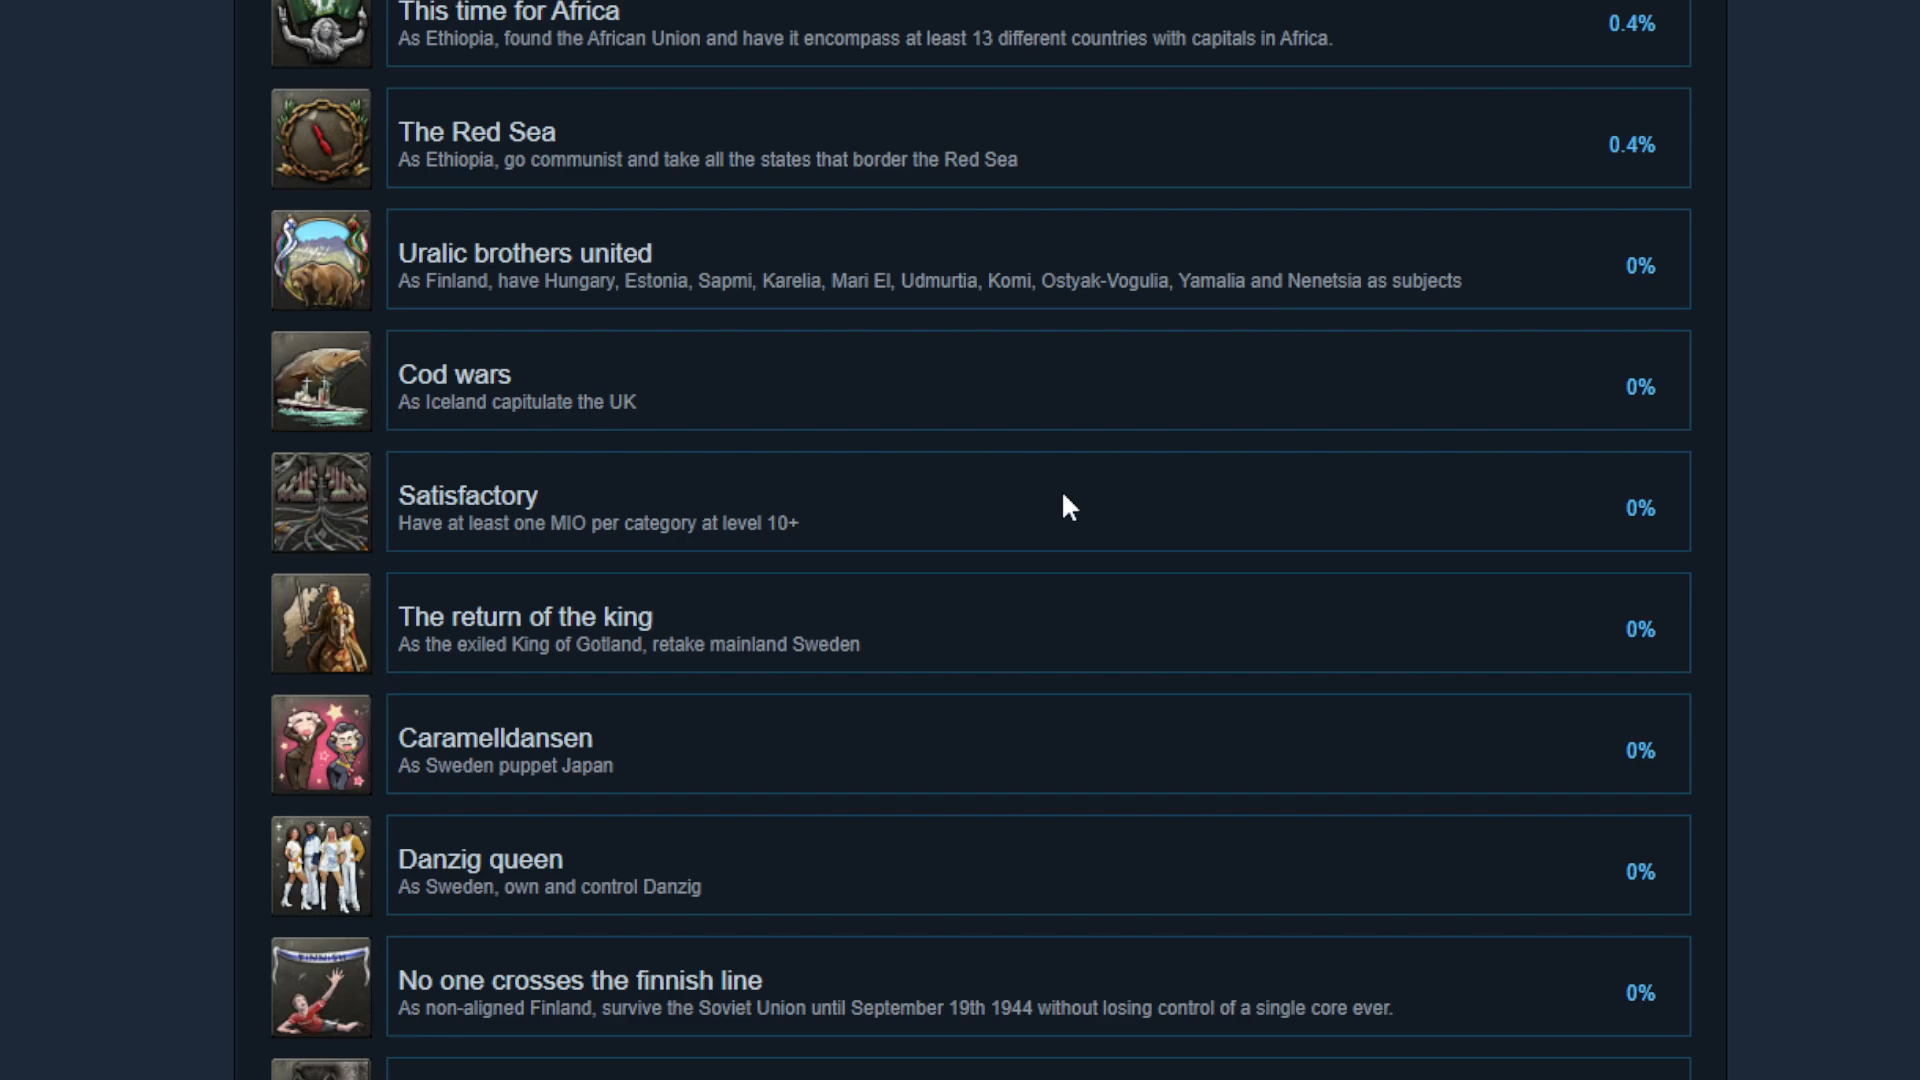 This time for Africa
As Ethiopia, found the African Union and have it encompass at least 13 different countries with capitals in Africa.
0.4%
The Red Sea
As Ethiopia, go communist and take all the states that border the Red Sea
0.4%
Uralic brothers united
As Finland, have Hungary, Estonia, Sapmi, Karelia, Mari El, Udmurtia, Komi, Ostyak-Vogulia, Yamalia and Nenetsia as subjects
0%
Cod wars
As Iceland capitulate the UK
0%
Satisfactory
Have at least one MIO per category at level 10+
0%
The return of the king
As the exiled King of Gotland, retake mainland Sweden
0%
Caramelldansen
As Sweden puppet Japan
0%
Danzig queen
As Sweden, own and control Danzig
0%
FINNISH
No one crosses the finnish line
As non-aligned Finland, survive the Soviet Union until September 19th 1944 without losing control of a single core ever.
0%